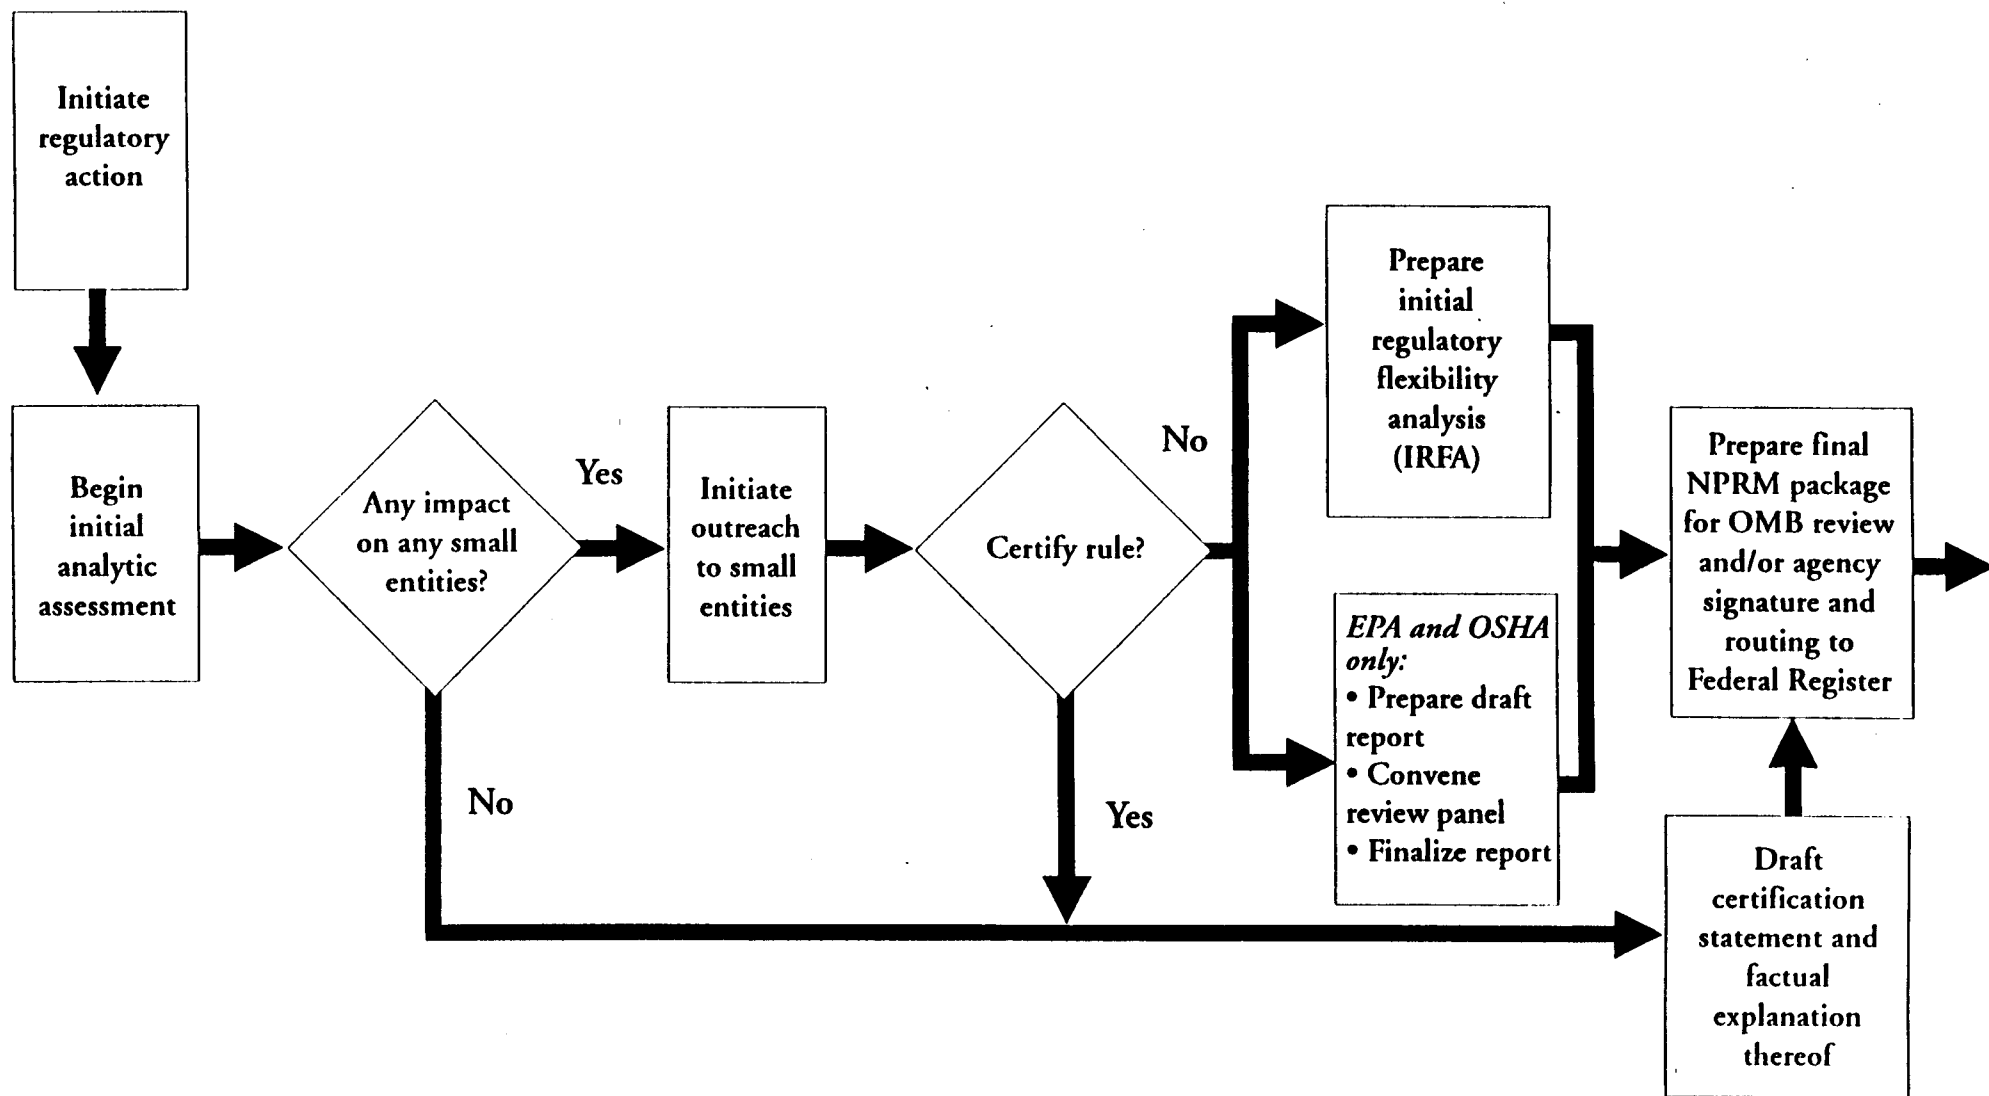 Initiate
regulatory
action
Begin
initial
analytic
assessment
Any impact
on any small
entities?
Yes
No
Initiate
outreach
to small
entities
Certify rule?
No
Yes
Prepare
initial
regulatory
flexibility
analysis
(IRFA)
EPA and OSHA
only:
• Prepare draft
report
• Convene
review panel
• Finalize report
Prepare final
NPRM package
for OMB review
and/or agency
signature and
routing to
Federal Register
Draft
certification
statement and
factual
explanation
thereof